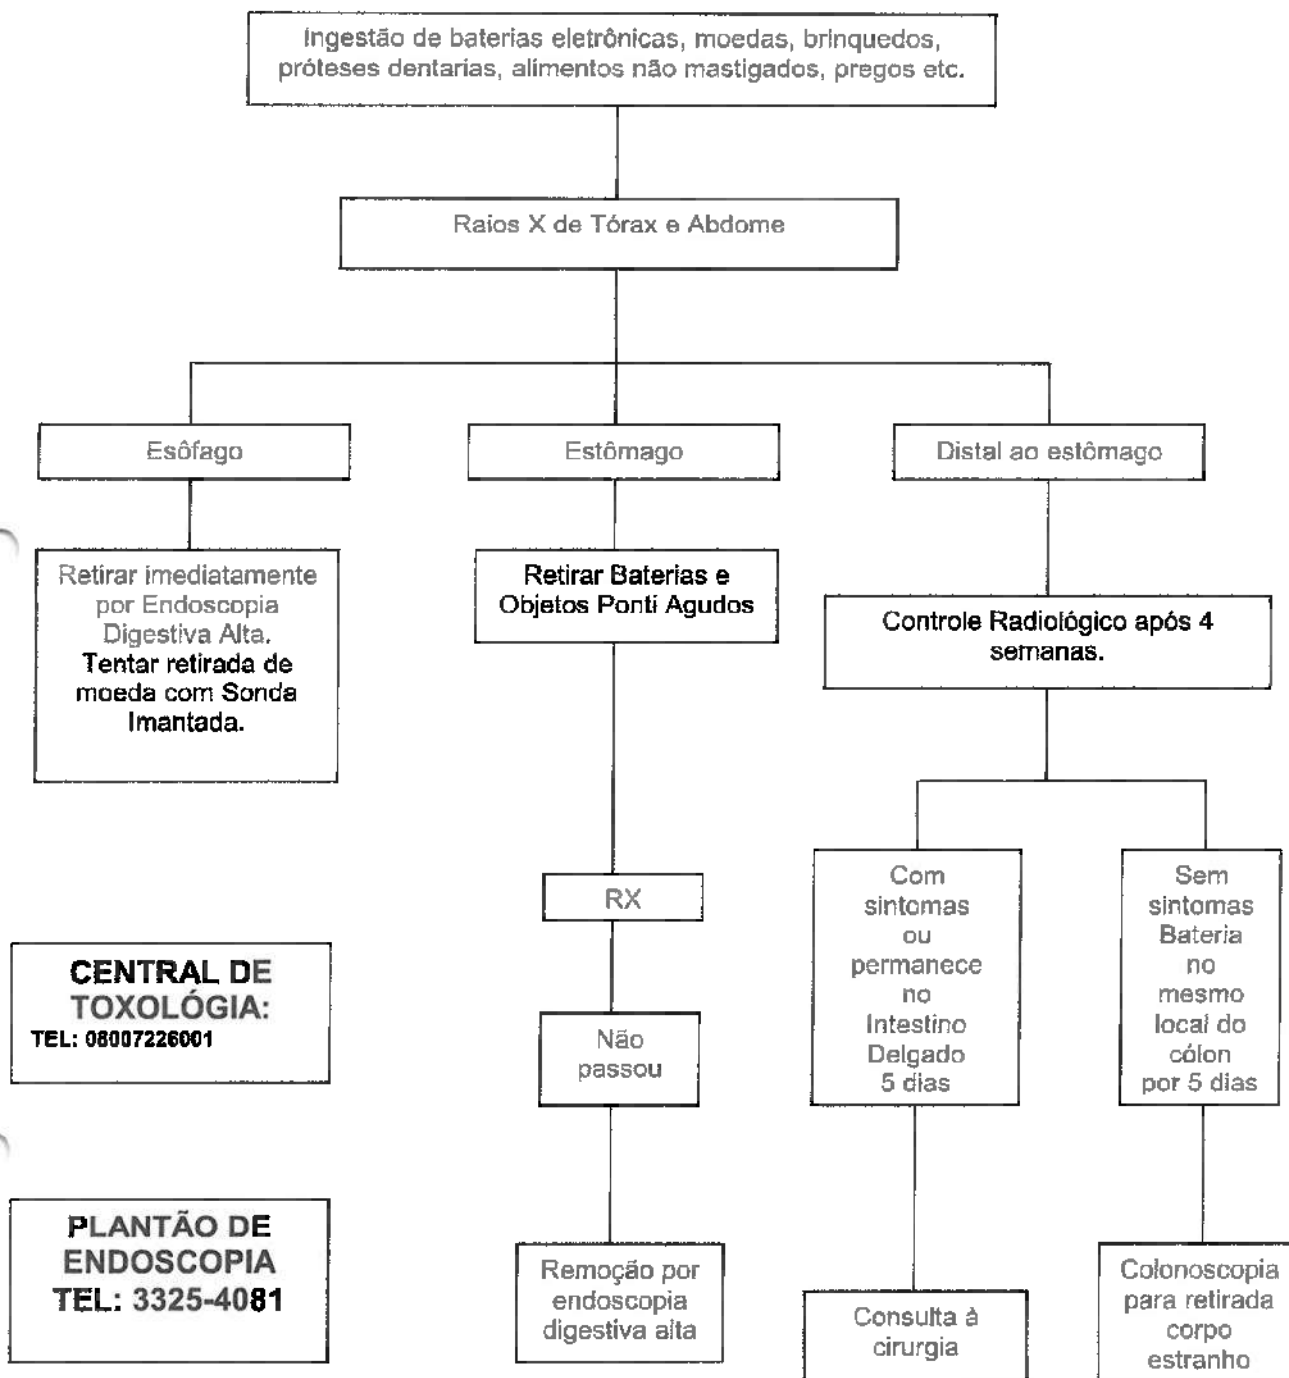 Ingestão de baterias eletrônicas, moedas, brinquedos,
próteses dentarias, alimentos não mastigados, pregos etc.
Raios X de Tórax e Abdome
Esôfago
Estômago
Distal ao estômago
Retirar imediatamente
por Endoscopia
Digestiva Alta.
Tentar retirada de
moeda com Sonda
Imantada.
Retirar Baterias e
Objetos Ponti Agudos
Controle Radiológico após 4
semanas.
RX
Com
sintomas
ou
permanece
no
Intestino
Delgado
5 dias
Sem
sintomas
Bateria
no
mesmo
local do
cólon
por 5 dias
CENTRAL DE
TOXOLÓGIA:
TEL: 08007226001
Não
passou
PLANTÃO DE
ENDOSCOPIA
TEL: 3325-4081
Remoção por
endoscopia
digestiva alta
Consulta à
cirurgia
Colonoscopia
para retirada
corpo
estranho